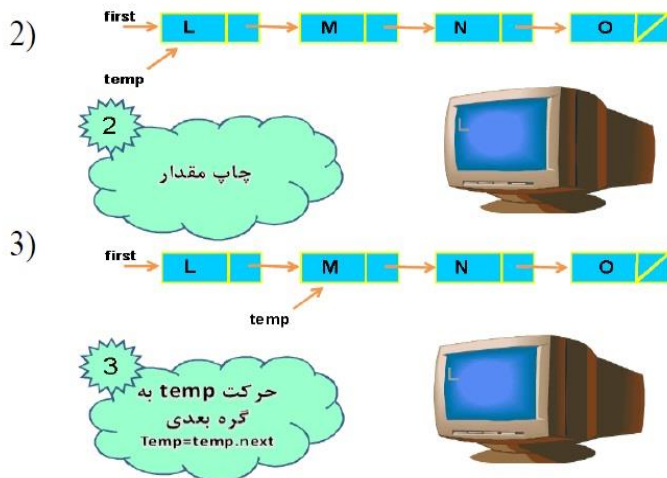 2)
first
L M N O
temp
2
چاپ مقدار
L
3)
first
L M N O
temp
3
حرکت temp به
گره بعدی
Temp=temp.next
L